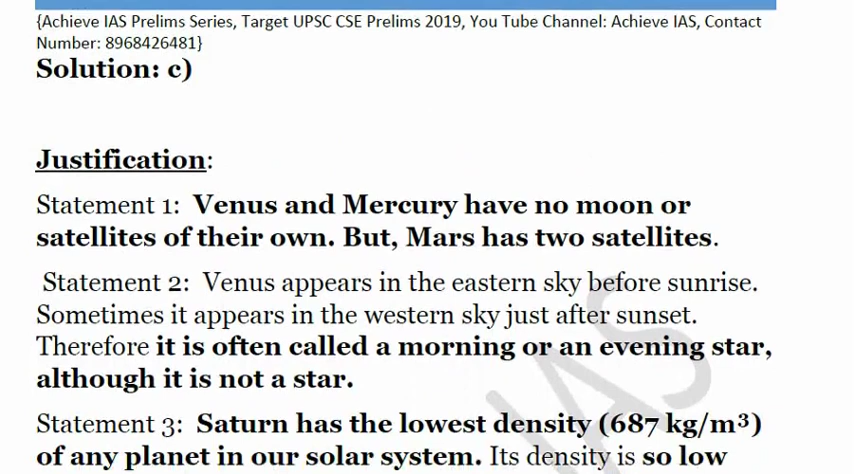 {Achieve IAS Prelims Series, Target UPSC CSE Prelims 2019, You Tube Channel: Achieve IAS, Contact
Number: 8968426481}
Solution: c)
Justification:
Statement 1: Venus and Mercury have no moon or
satellites of their own. But, Mars has two satellites.
Statement 2: Venus appears in the eastern sky before sunrise.
Sometimes it appears in the western sky just after sunset.
Therefore it is often called a morning or an evening star,
although it is not a star.
Statement 3: Saturn has the lowest density (687 kg/m³)
of any planet in our solar system. Its density is so low
IAS